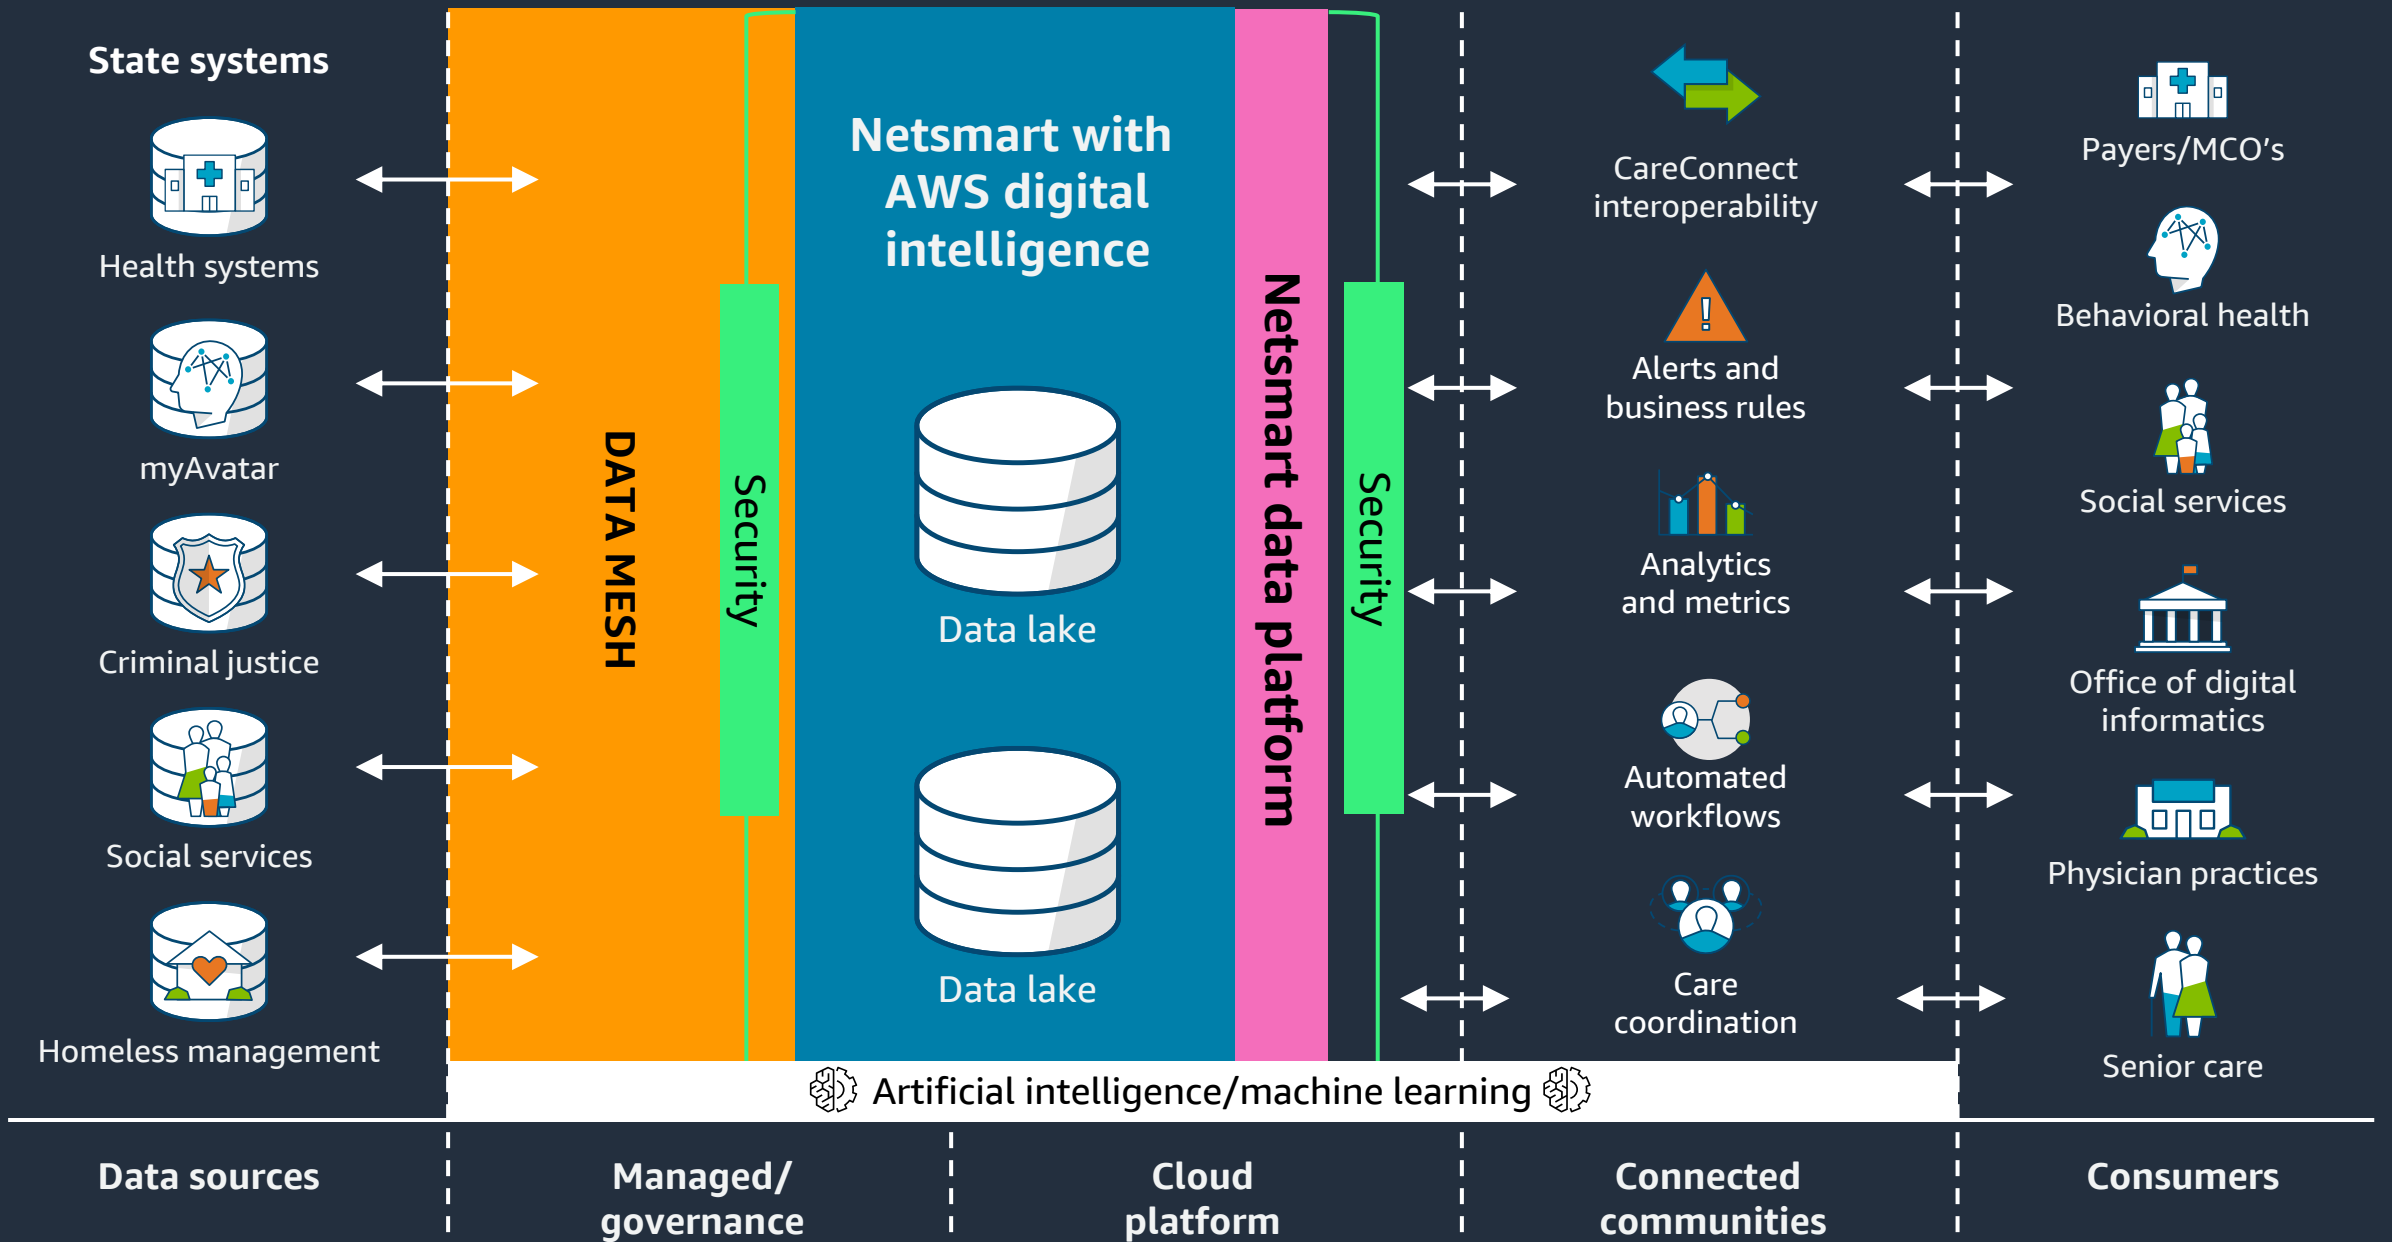 State systems
Health systems
myAvatar
Criminal justice
Social services
Homeless management
DATA MESH
Security
Netsmart with
AWS digital
intelligence
Data lake
Data lake
Netsmart data platform
Security
CareConnect
interoperability
Alerts and
business rules
Analytics
and metrics
Automated
workflows
Care
coordination
Payers/MCO’s
Behavioral health
Social services
Office of digital
informatics
Physician practices
Senior care
Artificial intelligence/machine learning
Data sources
Managed/
governance
Cloud
platform
Connected
communities
Consumers